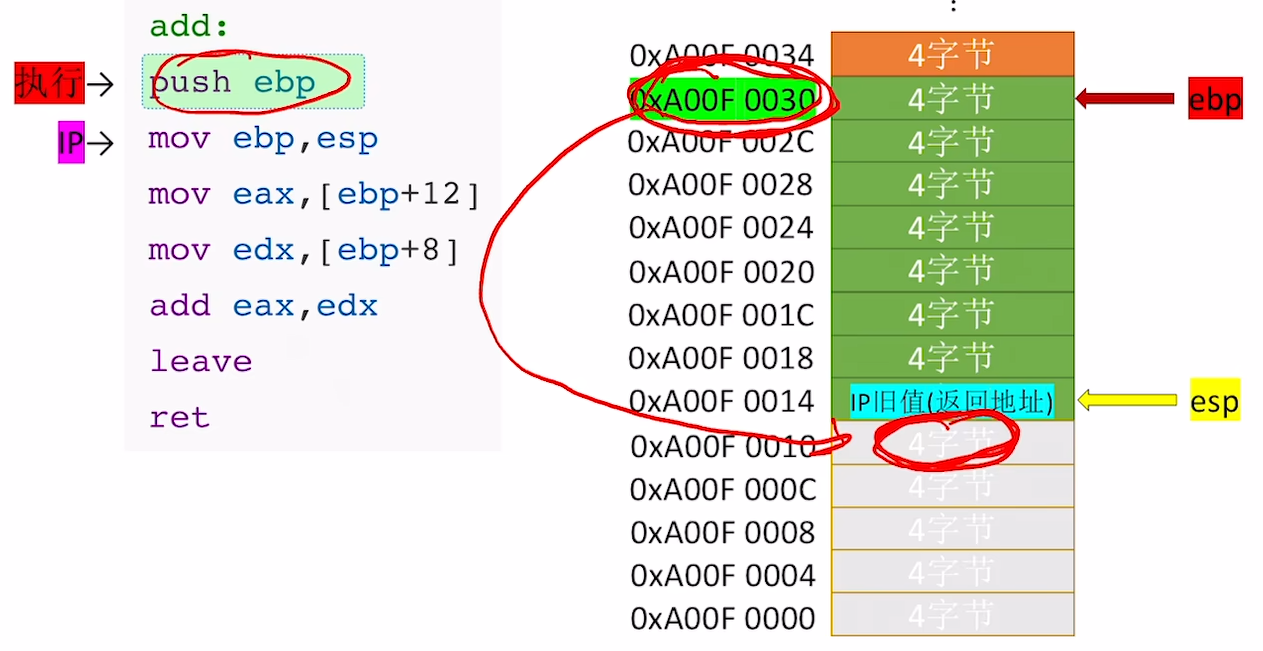 add:
执行→ push ebp
IP→ mov ebp,esp
mov eax,[ebp+12]
mov edx,[ebp+8]
add eax,edx
leave
ret
⋮
0xA00F 0034 4字节
0xA00F 0030 4字节 ebp
0xA00F 002C 4字节
0xA00F 0028 4字节
0xA00F 0024 4字节
0xA00F 0020 4字节
0xA00F 001C 4字节
0xA00F 0018 4字节
0xA00F 0014 IP旧值(返回地址) esp
0xA00F 0010 4字节
0xA00F 000C 4字节
0xA00F 0008 4字节
0xA00F 0004 4字节
0xA00F 0000 4字节